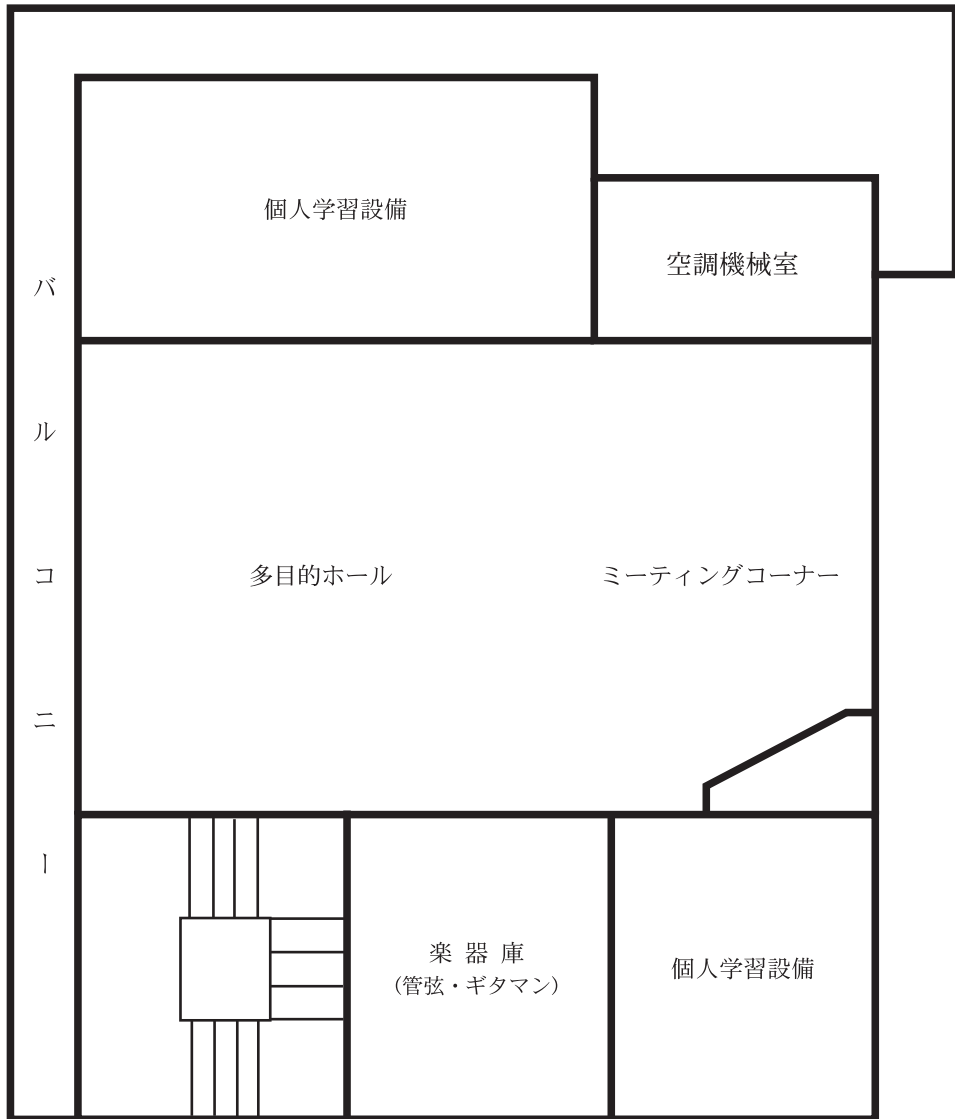 個人学習設備
空調機械室
バルコニー
多目的ホール
ミーティングコーナー
楽器庫
（管弦・ギタマン）
個人学習設備